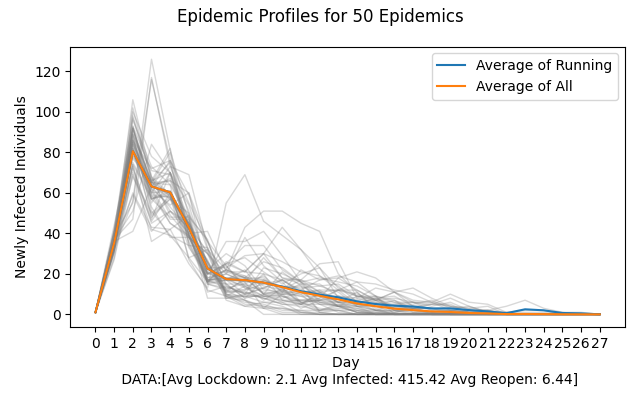 Epidemic Profiles for 50 Epidemics
Average of Running
Average of All
Newly Infected Individuals
120
100
80
60
40
20
0
0 1 2 3 4 5 6 7 8 9 10 11 12 13 14 15 16 17 18 19 20 21 22 23 24 25 26 27
Day
DATA:[Avg Lockdown: 2.1 Avg Infected: 415.42 Avg Reopen: 6.44]